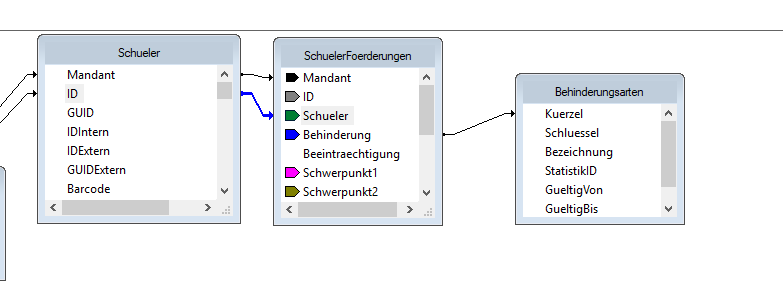 Schueler
Mandant
ID
GUID
IDIntern
IDExtern
GUIDExtern
Barcode
SchuelerFoerderungen
Mandant
ID
Schueler
Behinderung
Beeintraechtigung
Schwerpunkt1
Schwerpunkt2
Behinderungsarten
Kuerzel
Schluessel
Bezeichnung
StatistikID
GueltigVon
GueltigBis